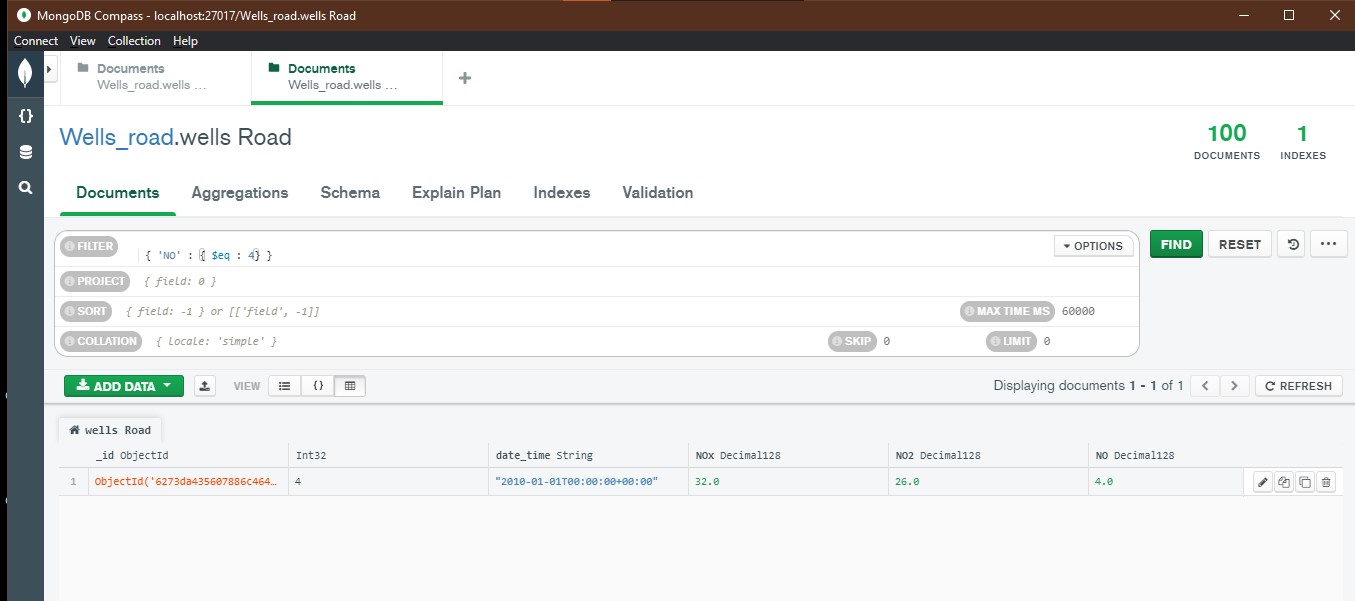 MongoDB Compass - localhost:27017/Wells_road.wells Road
Connect View Collection Help
Documents
Wells_road.wells ...
Documents
Wells_road.wells ...
Wells_road.wells Road
100
DOCUMENTS
1
INDEXES
Documents Aggregations Schema Explain Plan Indexes Validation
FILTER { 'NO' : { $eq : 4} } OPTIONS FIND RESET
PROJECT { field: 0 }
SORT { field: -1 } or [['field', -1]] MAX TIME MS 60000
COLLATION { locale: 'simple' } SKIP 0 LIMIT 0
ADD DATA VIEW Displaying documents 1 - 1 of 1 REFRESH
wells Road
_id ObjectId Int32 date_time String NOx Decimal128 NO2 Decimal128 NO Decimal128
1 ObjectId('6273da435607886c464… 4 "2010-01-01T00:00:00+00:00" 32.0 26.0 4.0